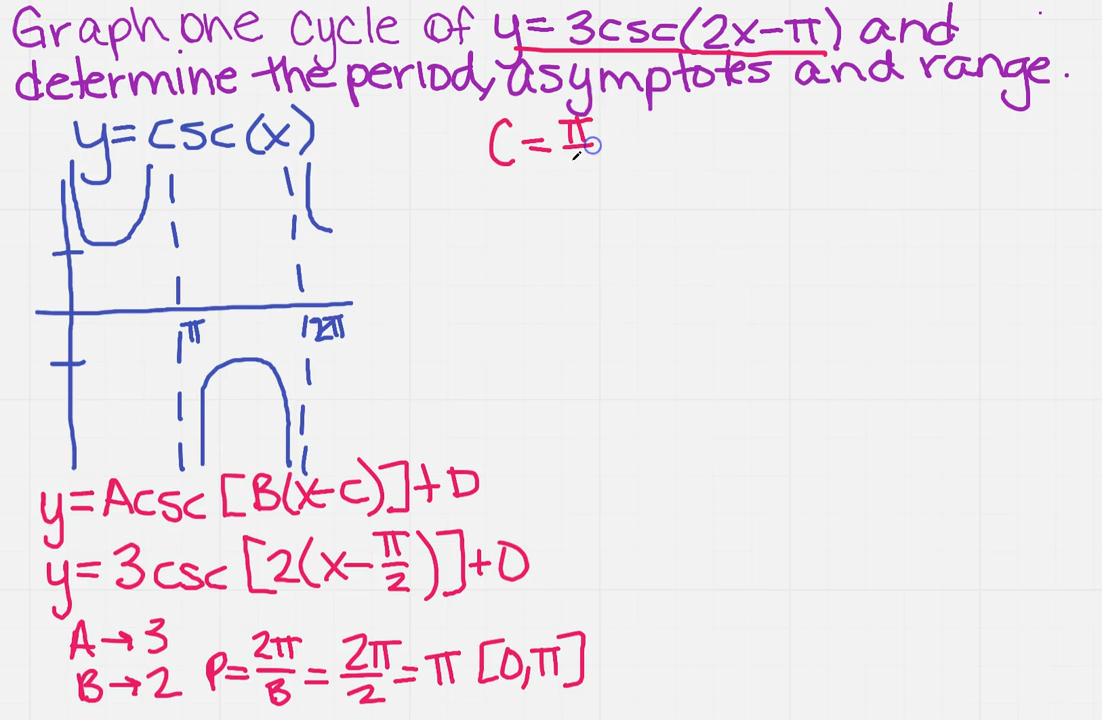 Graph one cycle of y=3csc(2x-π) and
determine the period, asymptotes and range.
y=csc(x)
π
2π
y=Acsc[B(x-C)]+D
y=3csc[2(x-π/2)]+0
A→3
B→2
P=2π/B=2π/2=π [0,π]
C=π